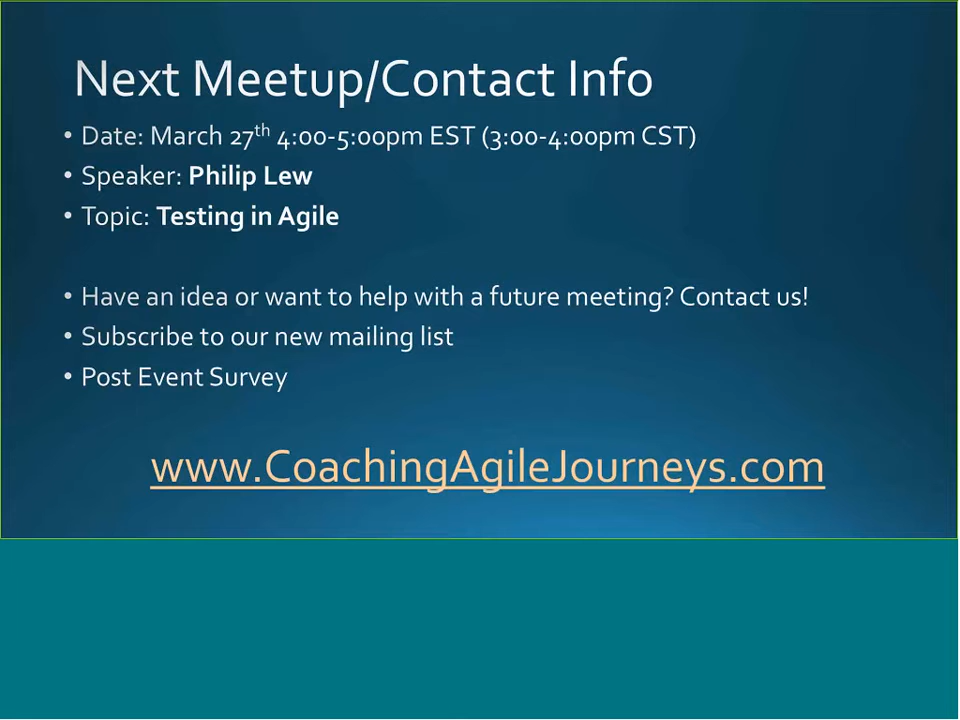 Next Meetup/Contact Info
• Date: March 27th 4:00-5:00pm EST (3:00-4:00pm CST)
• Speaker: Philip Lew
• Topic: Testing in Agile
• Have an idea or want to help with a future meeting? Contact us!
• Subscribe to our new mailing list
• Post Event Survey
www.CoachingAgileJourneys.com